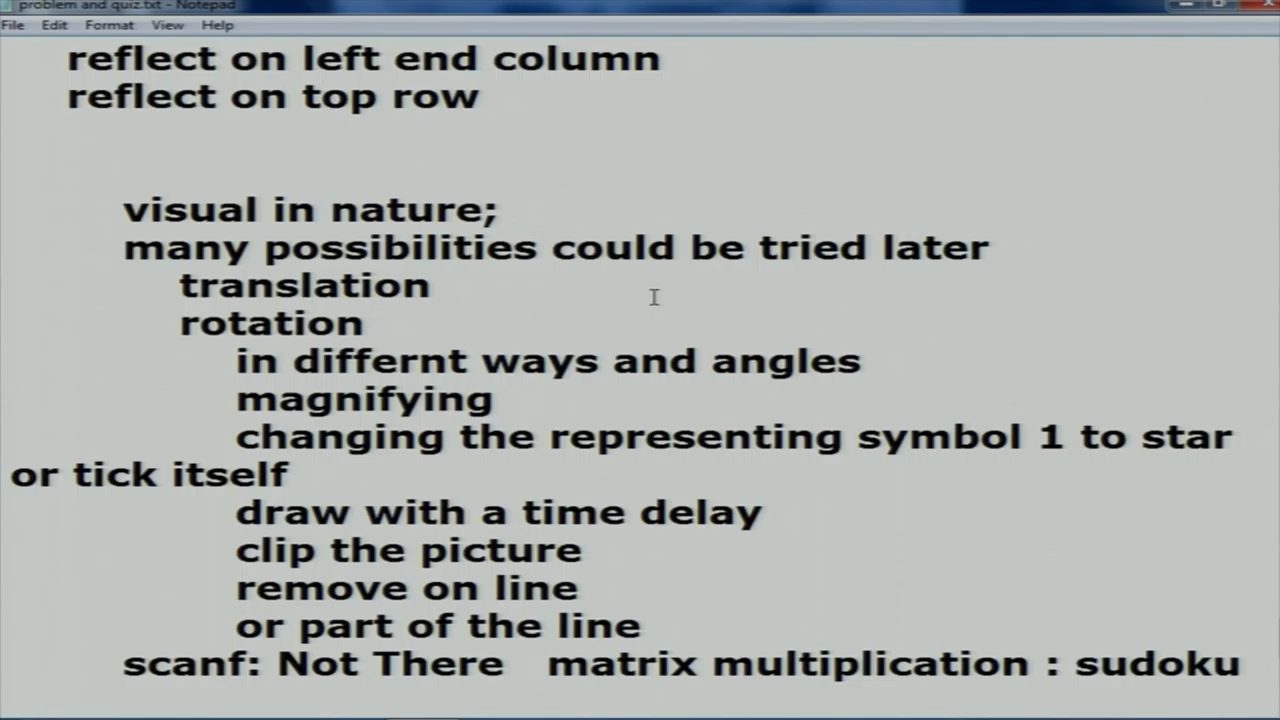 problem and quiz.txt - Notepad
File Edit Format View Help
reflect on left end column
reflect on top row
visual in nature;
many possibilities could be tried later
translation
rotation
in differnt ways and angles
magnifying
changing the representing symbol 1 to star
or tick itself
draw with a time delay
clip the picture
remove on line
or part of the line
scanf: Not There matrix multiplication : sudoku